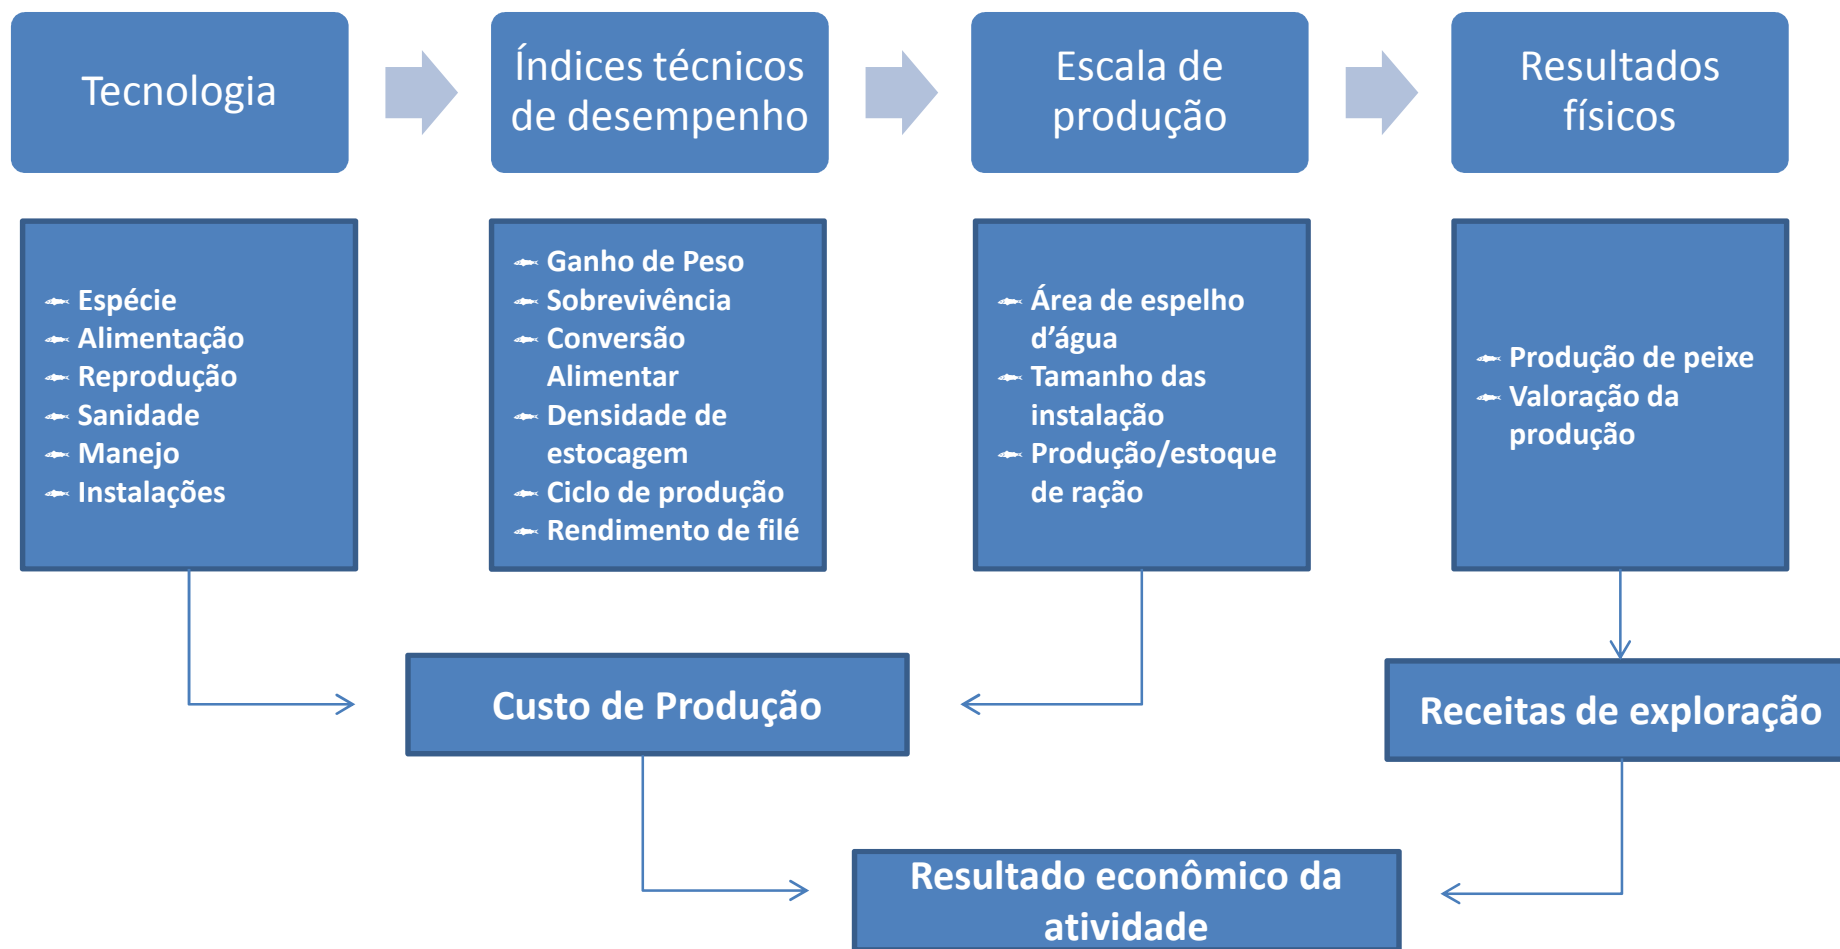 Tecnologia
Índices técnicos
de desempenho
Escala de
produção
Resultados
físicos
Espécie
Alimentação
Reprodução
Sanidade
Manejo
Instalações
Ganho de Peso
Sobrevivência
Conversão
Alimentar
Densidade de
estocagem
Ciclo de produção
Rendimento de filé
Área de espelho
d’água
Tamanho das
instalação
Produção/estoque
de ração
Produção de peixe
Valoração da
produção
Custo de Produção
Receitas de exploração
Resultado econômico da
atividade